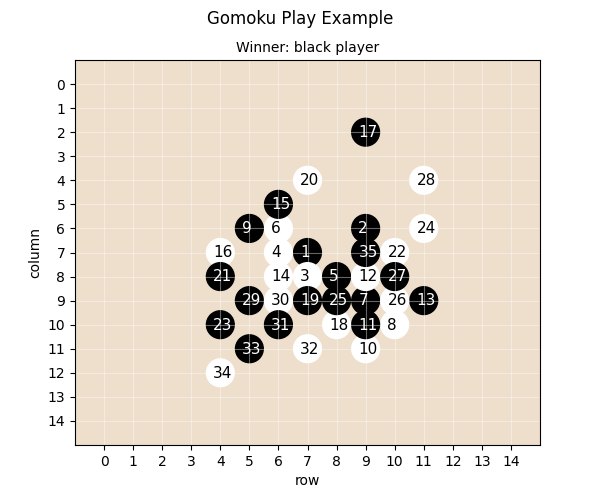 Gomoku Play Example
Winner: black player
0
1
2 17
3
4 20 28
5 15
6 9 6 2 24
7 16 4 1 35 22
8 21 14 3 5 12 27
9 29 30 19 25 7 26 13
10 23 31 18 11 8
11 33 32 10
12 34
13
14
column
0 1 2 3 4 5 6 7 8 9 10 11 12 13 14
row